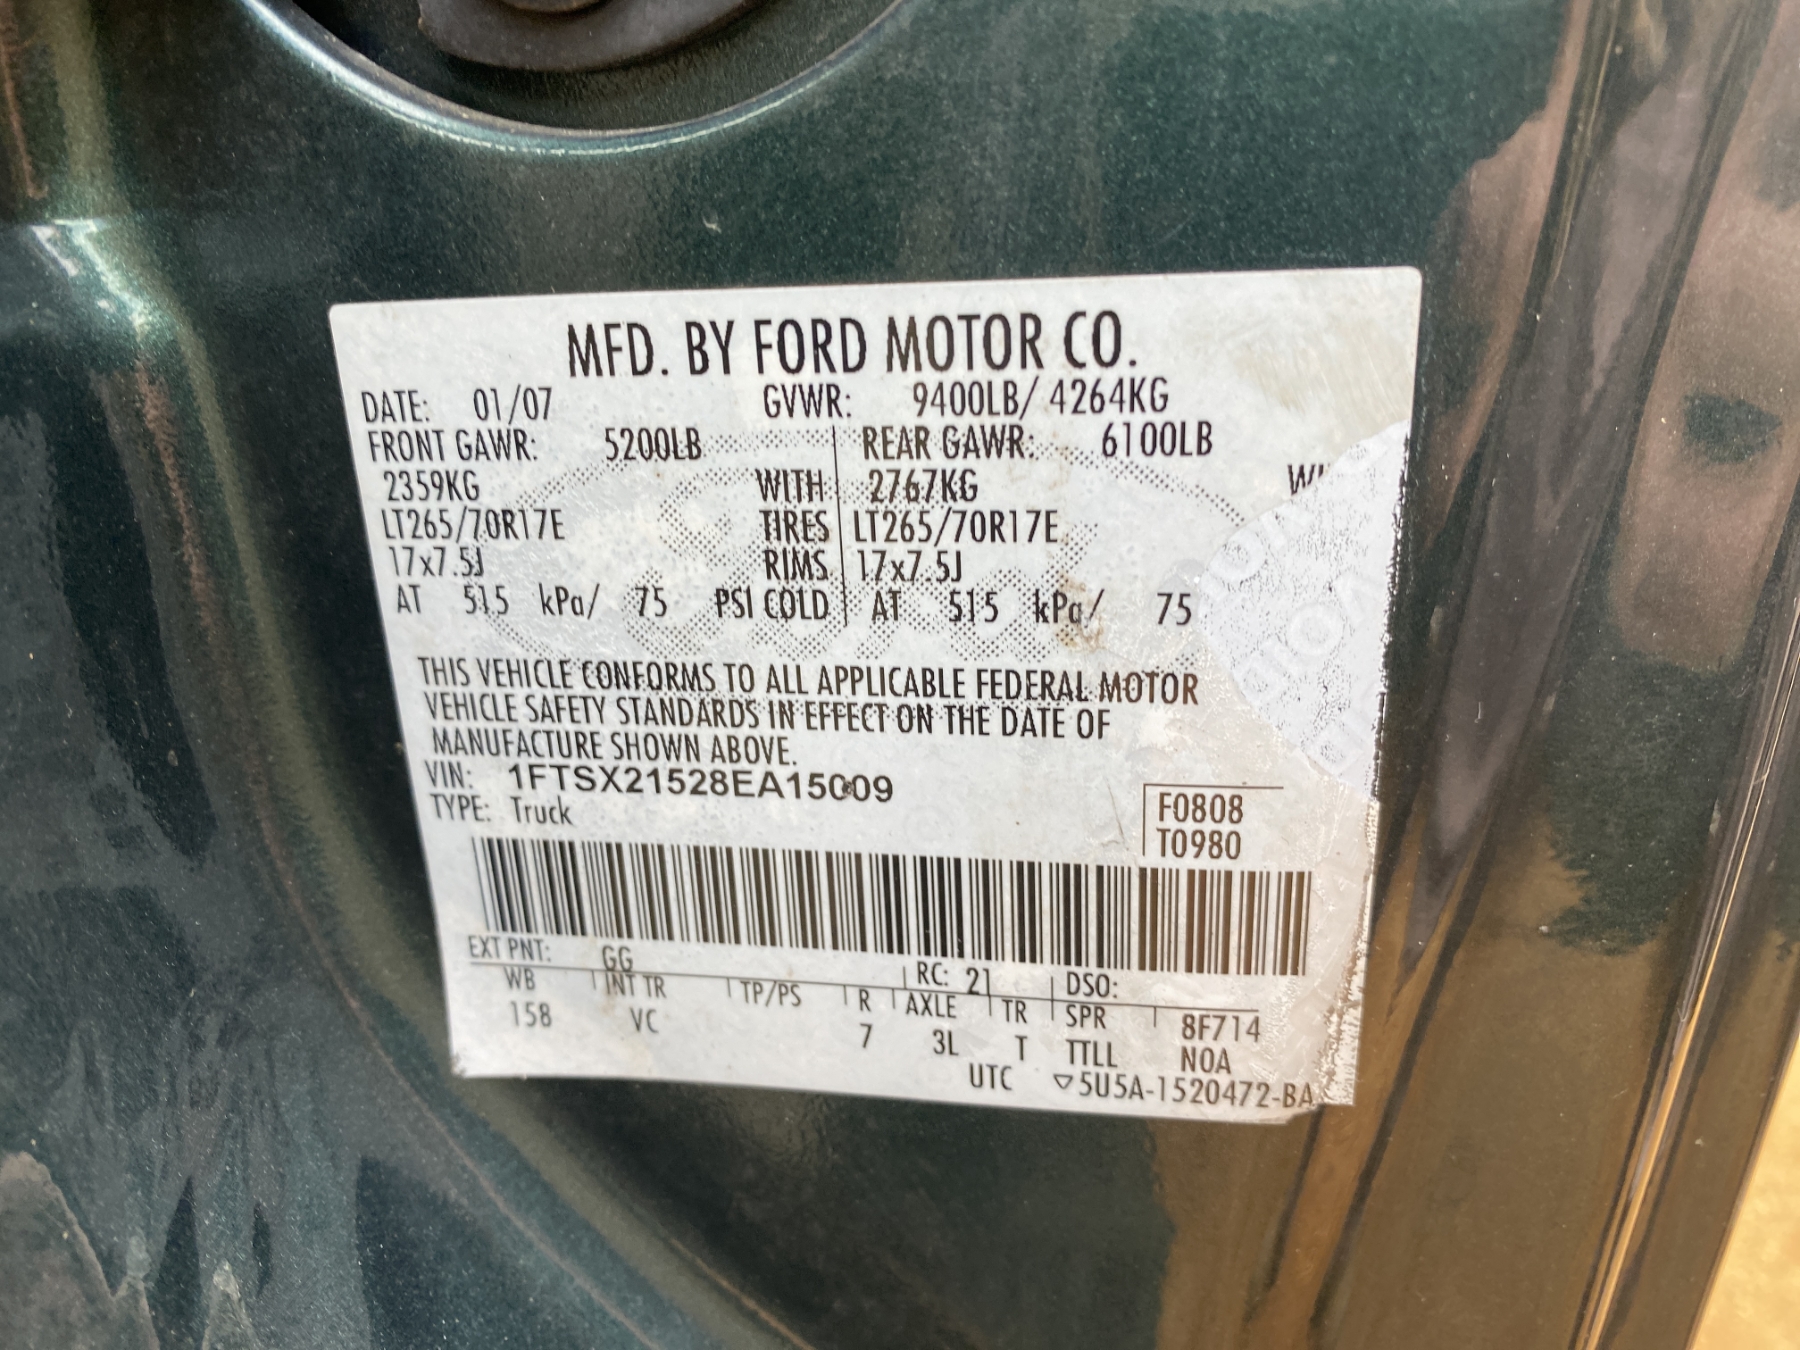 MFD. BY FORD MOTOR CO.
DATE: 01/07 GVWR: 9400LB/ 4264KG
FRONT GAWR: 5200LB REAR GAWR: 6100LB
2359KG WITH 2767KG
LT265/70R17E TIRES LT265/70R17E
17x7.5J RIMS 17x7.5J
AT 515 kPa/ 75 PSI COLD AT 515 kPa/ 75
THIS VEHICLE CONFORMS TO ALL APPLICABLE FEDERAL MOTOR
VEHICLE SAFETY STANDARDS IN EFFECT ON THE DATE OF
MANUFACTURE SHOWN ABOVE.
VIN: 1FTSX21528EA15009
TYPE: Truck
F0808
T0980
EXT PNT: GG RC: 21 DSO:
WB INT TR TP/PS R AXLE TR SPR 8F714
158 VC 7 3L T TTLL NOA
UTC ▽5U5A-1520472-BA